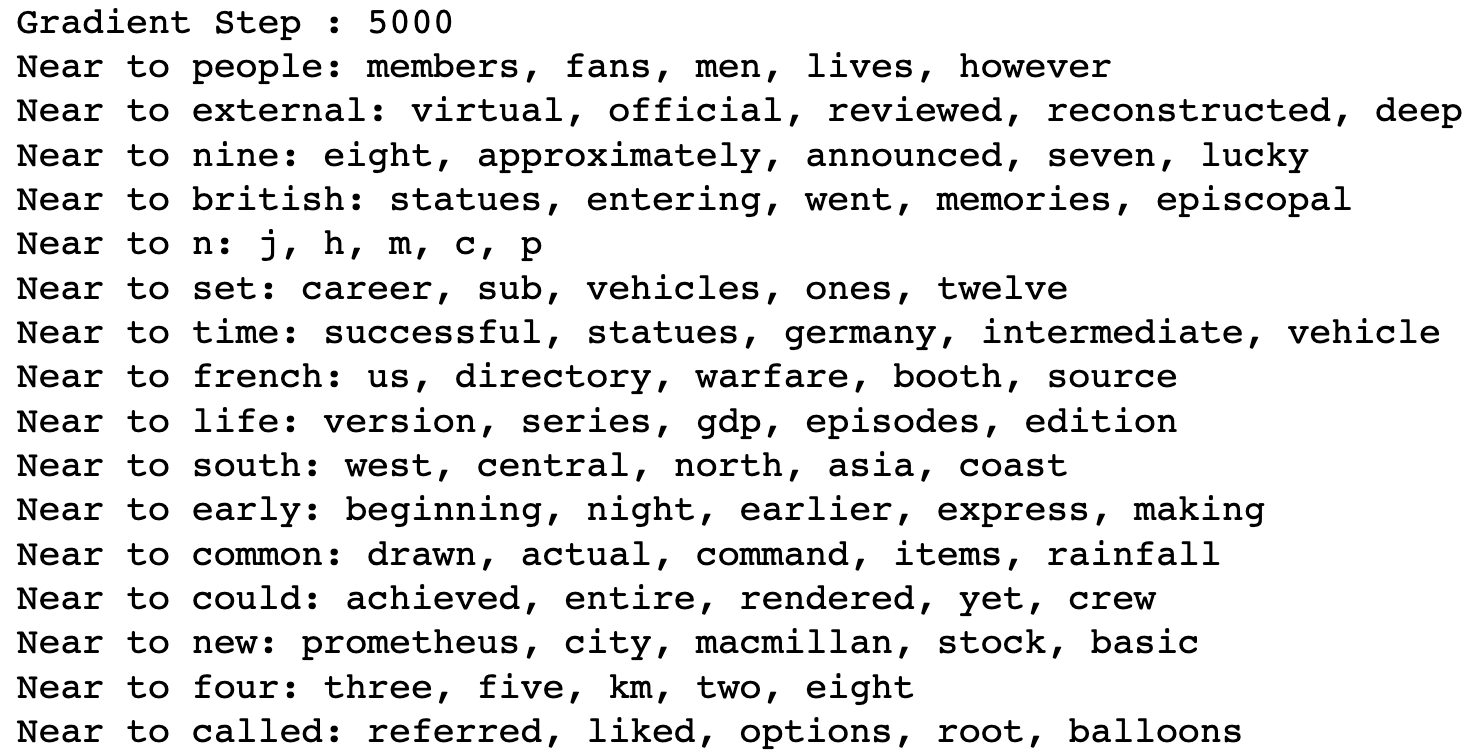 Gradient Step : 5000
Near to people: members, fans, men, lives, however
Near to external: virtual, official, reviewed, reconstructed, deep
Near to nine: eight, approximately, announced, seven, lucky
Near to british: statues, entering, went, memories, episcopal
Near to n: j, h, m, c, p
Near to set: career, sub, vehicles, ones, twelve
Near to time: successful, statues, germany, intermediate, vehicle
Near to french: us, directory, warfare, booth, source
Near to life: version, series, gdp, episodes, edition
Near to south: west, central, north, asia, coast
Near to early: beginning, night, earlier, express, making
Near to common: drawn, actual, command, items, rainfall
Near to could: achieved, entire, rendered, yet, crew
Near to new: prometheus, city, macmillan, stock, basic
Near to four: three, five, km, two, eight
Near to called: referred, liked, options, root, balloons